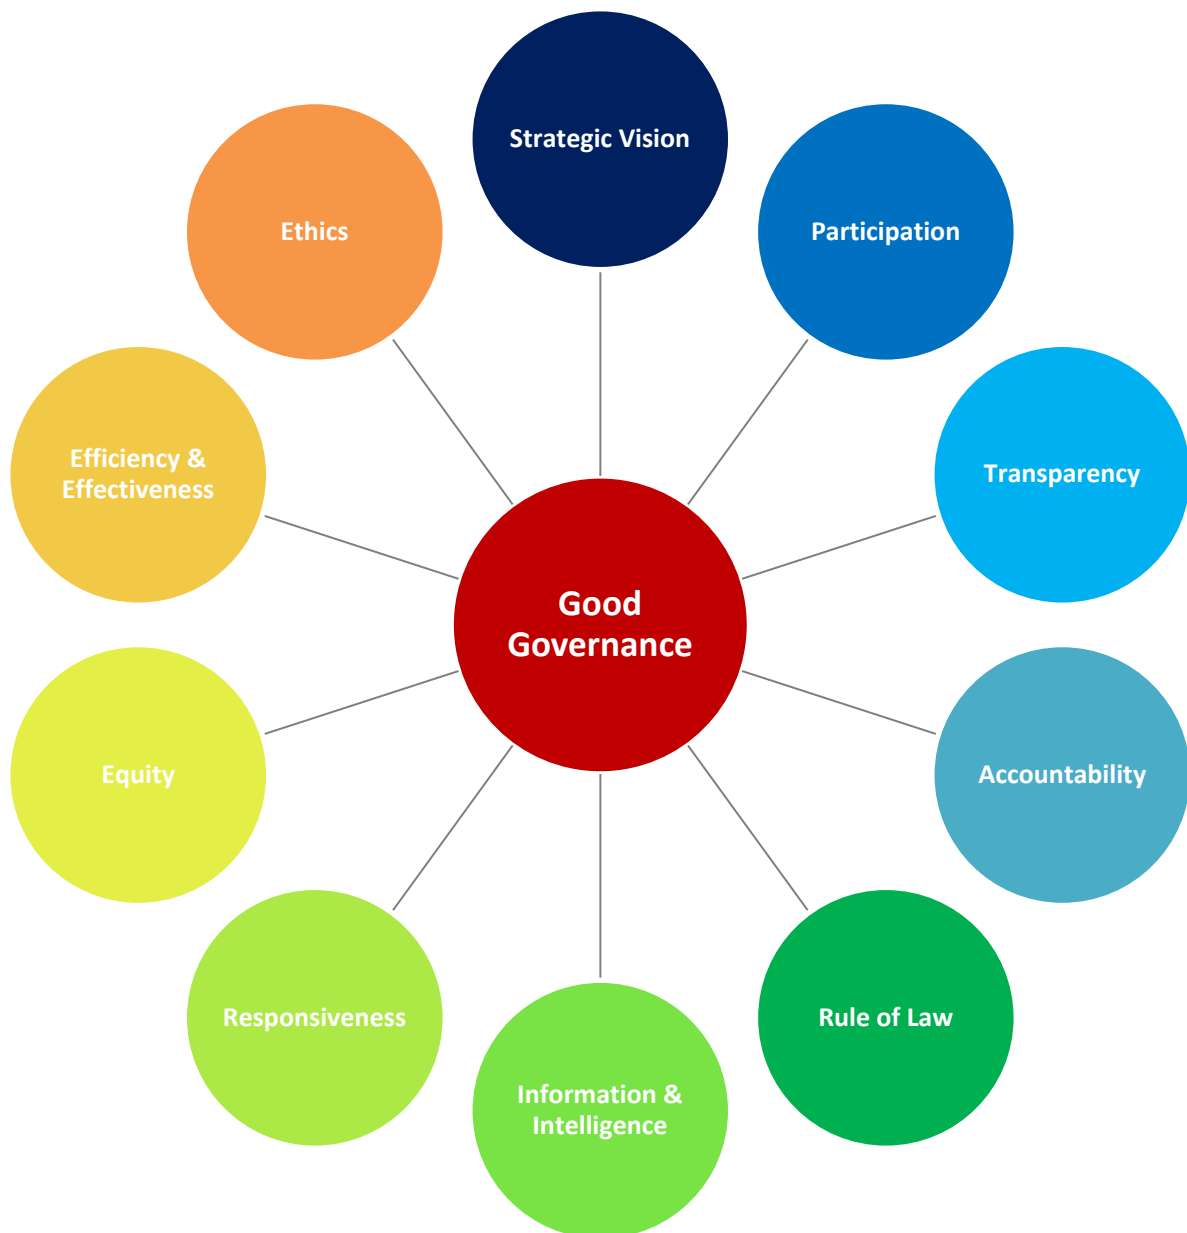 Strategic Vision
Participation
Transparency
Accountability
Rule of Law
Information &
Intelligence
Responsiveness
Equity
Efficiency &
Effectiveness
Ethics
Good
Governance